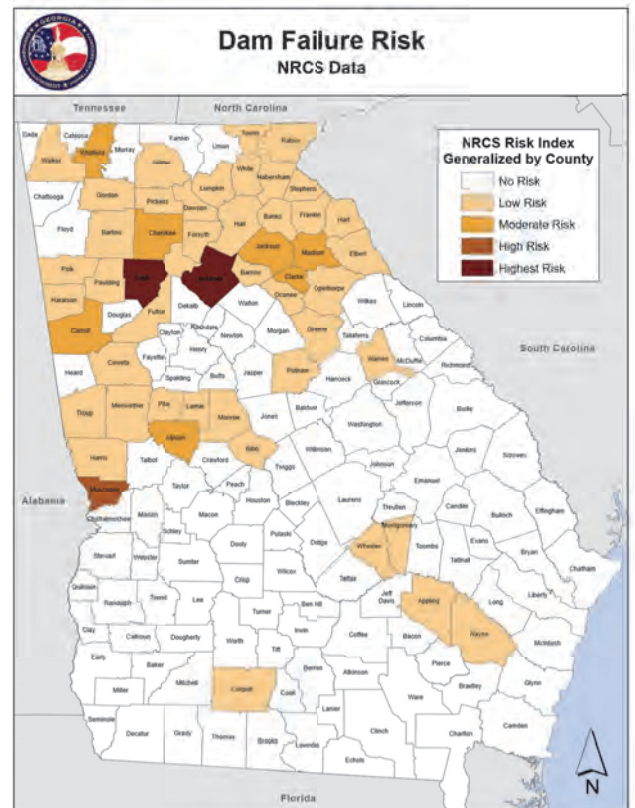 Dam Failure Risk
NRCS Data
Tennessee
North Carolina
NRCS Risk Index
Generalized by County
No Risk
Low Risk
Moderate Risk
High Risk
Highest Risk
Dade
Catoosa
Murray
Fannin
Union
Towns
Rabun
Walker
White
Habersham
Lumpkin
Stephens
Chattooga
Gordon
Pickens
Dawson
Banks
Franklin
Hart
Floyd
Bartow
Cherokee
Forsyth
Hall
Jackson
Madison
Elbert
Polk
Paulding
Barrow
Clarke
Oglethorpe
Haralson
Fulton
Dekalb
Walton
Oconee
Wilkes
Lincoln
Douglas
Carroll
Clayton
Newton
Morgan
Greene
Taliaferro
Columbia
Warren
McDuffie
Richmond
South Carolina
Heard
Coweta
Fayette
Henry
Spalding
Butts
Jasper
Putnam
Hancock
Glascock
Jefferson
Troup
Meriwether
Pike
Lamar
Monroe
Jones
Baldwin
Washington
Burke
Upson
Bibb
Wilkinson
Jenkins
Screven
Harris
Talbot
Crawford
Twiggs
Johnson
Emanuel
Taylor
Peach
Houston
Bleckley
Laurens
Treutlen
Candler
Bulloch
Effingham
Alabama
Marion
Macon
Schley
Pulaski
Dodge
Montgomery
Wheeler
Toombs
Tattnall
Evans
Bryan
Chatham
Stewart
Webster
Sumter
Dooly
Crisp
Wilcox
Telfair
Quitman
Randolph
Terrell
Lee
Turner
Ben Hill
Jeff
Davis
Appling
Long
Liberty
Clay
Calhoun
Dougherty
Worth
Tift
Irwin
Coffee
Bacon
Wayne
McIntosh
Early
Baker
Mitchell
Colquitt
Cook
Berrien
Atkinson
Pierce
Brantley
Glynn
Miller
Lanier
Ware
Seminole
Decatur
Grady
Thomas
Brooks
Clinch
Charlton
Camden
Echols
Florida
N